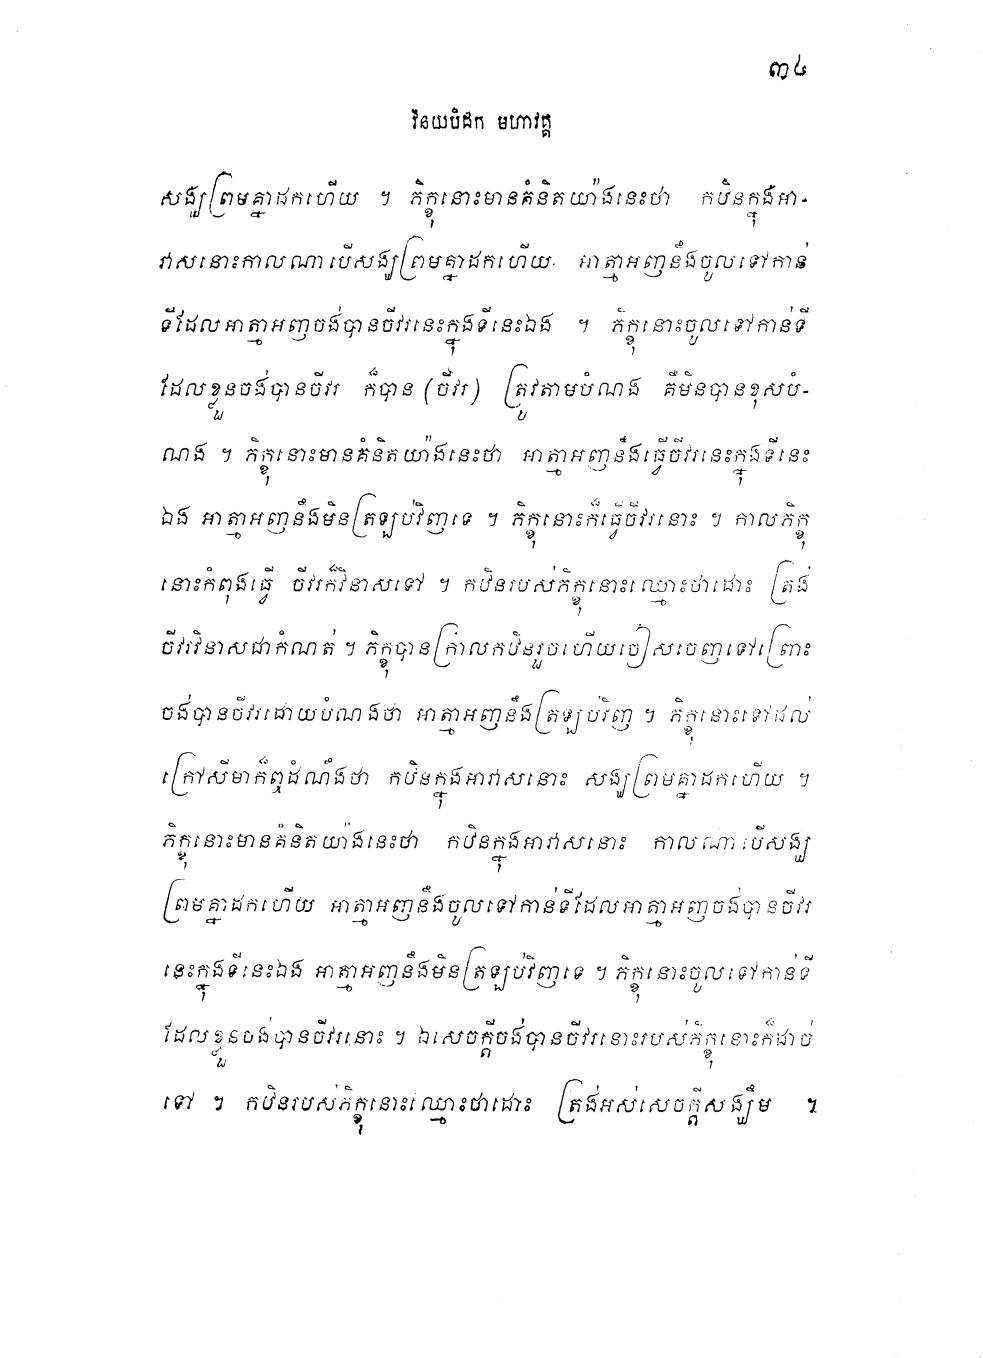 ៣៤
វិនយបិដក មហាវគ្គ
សង្ឃព្រមគ្នាដកហើយ ។ ភិក្ខុនោះមានគំនិតយ៉ាងនេះថា កឋិនក្នុងអា-
វាសនោះកាលណាបើសង្ឃព្រមគ្នាដកហើយ អាត្មាអញនឹងចូលទៅកាន់
ទីដែលអាត្មាអញចង់បានចីវរនេះក្នុងទីនេះឯង ។ ភិក្ខុនោះចូលទៅកាន់ទី
ដែលខ្លួនចង់បានចីវរ ក៏បាន (ចីវរ) ត្រូវតាមបំណង គឺមិនបានខុសបំ-
ណង ។ ភិក្ខុនោះមានគំនិតយ៉ាងនេះថា អាត្មាអញនឹងធ្វើចីវរនេះក្នុងទីនេះ
ឯង អាត្មាអញនឹងមិនត្រឡប់វិញទេ ។ ភិក្ខុនោះក៏ធ្វើចីវរនោះ ។ កាលភិក្ខុ
នោះកំពុងធ្វើ ចីវរក៏វិនាសទៅ ។ កឋិនរបស់ភិក្ខុនោះឈ្មោះថាដោះ ត្រង់
ចីវរវិនាសជាកំណត់ ។ ភិក្ខុបានក្រាលកឋិនរួចហើយចៀសចេញទៅព្រោះ
ចង់បានចីវរដោយបំណងថា អាត្មាអញនឹងត្រឡប់វិញ ។ ភិក្ខុនោះទៅដល់
ក្រៅសីមាក៏ឮដំណឹងថា កឋិនក្នុងអាវាសនោះ សង្ឃព្រមគ្នាដកហើយ ។
ភិក្ខុនោះមានគំនិតយ៉ាងនេះថា កឋិនក្នុងអាវាសនោះ កាលណាបើសង្ឃ
ព្រមគ្នាដកហើយ អាត្មាអញនឹងចូលទៅកាន់ទីដែលអាត្មាអញចង់បានចីវរ
នេះក្នុងទីនេះឯង អាត្មាអញនឹងមិនត្រឡប់វិញទេ ។ ភិក្ខុនោះចូលទៅកាន់ទី
ដែលខ្លួនចង់បានចីវរនោះ ។ ឯសេចក្តីចង់បានចីវរនោះរបស់ភិក្ខុនោះក៏ដាច់
ទៅ ។ កឋិនរបស់ភិក្ខុនោះឈ្មោះថាដោះ ត្រង់អស់សេចក្តីសង្ឃឹម ។